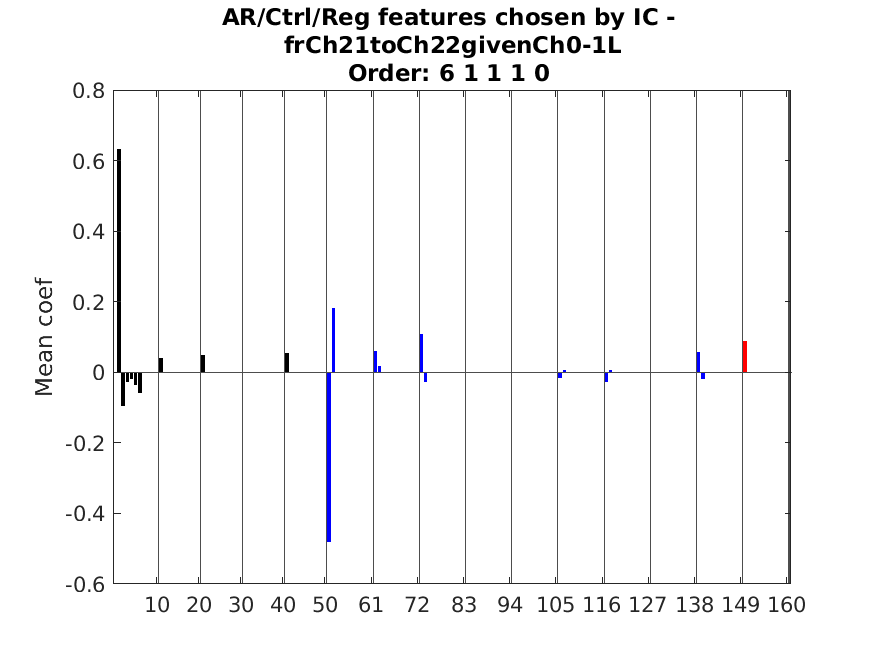 AR/Ctrl/Reg features chosen by IC -
frCh21toCh22givenCh0-1L
Order: 6 1 1 1 0
Mean coef
0.8
0.6
0.4
0.2
0
-0.2
-0.4
-0.6
10 20 30 40 50 61 72 83 94 105 116 127 138 149 160